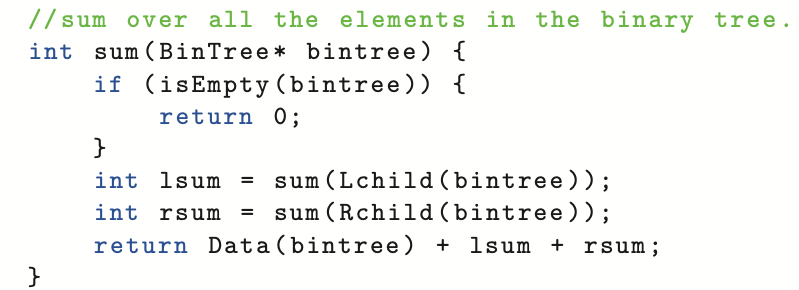 //sum over all the elements in the binary tree.
int sum(BinTree* bintree) {
    if (isEmpty(bintree)) {
        return 0;
    }
    int lsum = sum(Lchild(bintree));
    int rsum = sum(Rchild(bintree));
    return Data(bintree) + lsum + rsum;
}